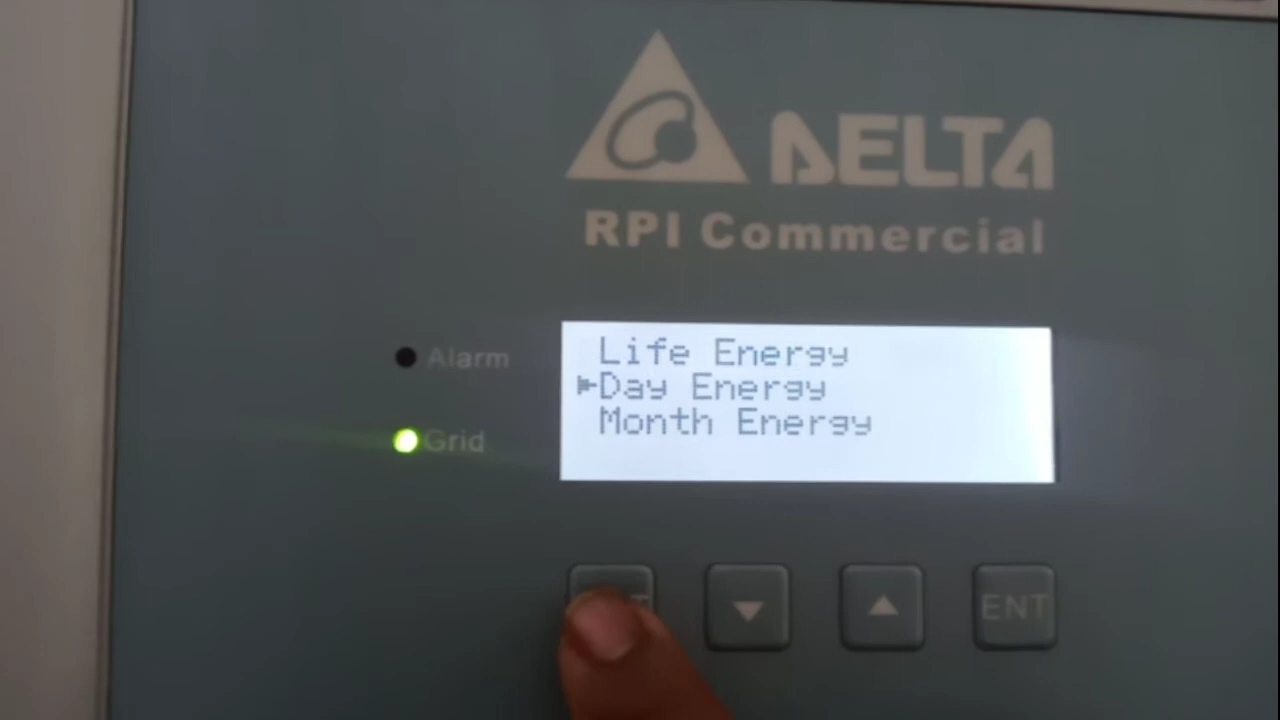 DELTA
RPI Commercial
Alarm
Life Energy
Day Energy
Grid
Month Energy
ENT